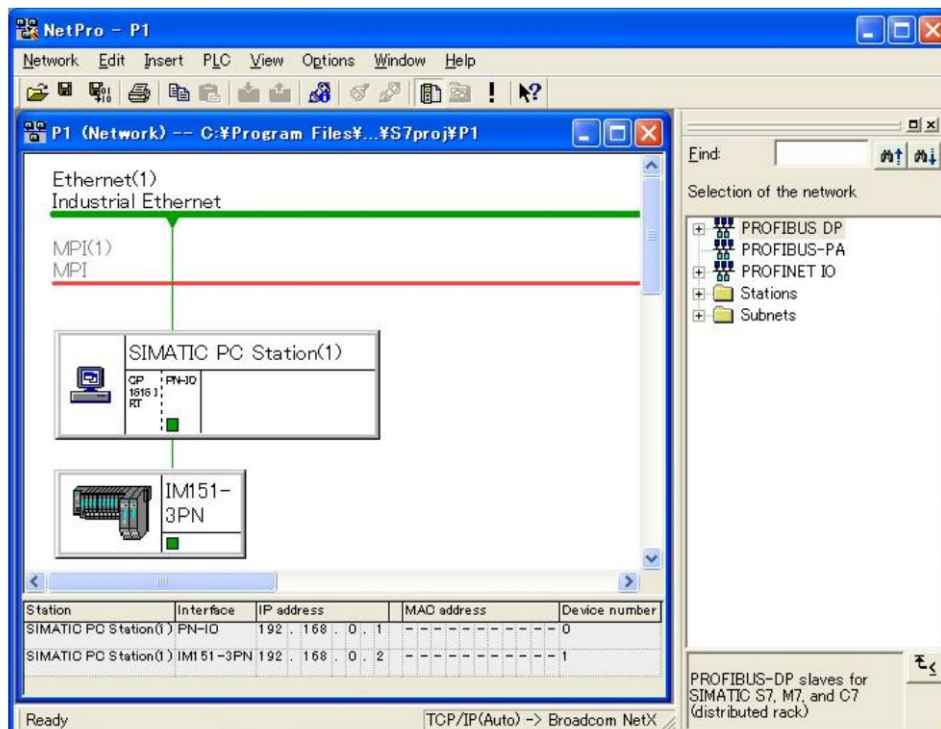 NetPro - P1
Network Edit Insert PLC View Options Window Help
P1 (Network) -- C:¥Program Files¥...¥S7proj¥P1
Ethernet(1)
Industrial Ethernet
MPI(1)
MPI
SIMATIC PC Station(1)
CP PN-IO
1616
RT
IM151-
3PN
Find:
Selection of the network
PROFIBUS DP
PROFIBUS-PA
PROFINET IO
Stations
Subnets
Station Interface IP address MAC address Device number
SIMATIC PC Station(1) PN-IO 192 . 168 . 0 . 1 - - - - - - - - - - - 0
SIMATIC PC Station(1) IM151-3PN 192 . 168 . 0 . 2 - - - - - - - - - - - 1
PROFIBUS-DP slaves for
SIMATIC S7, M7, and C7
(distributed rack)
Ready TCP/IP(Auto) -> Broadcom NetX